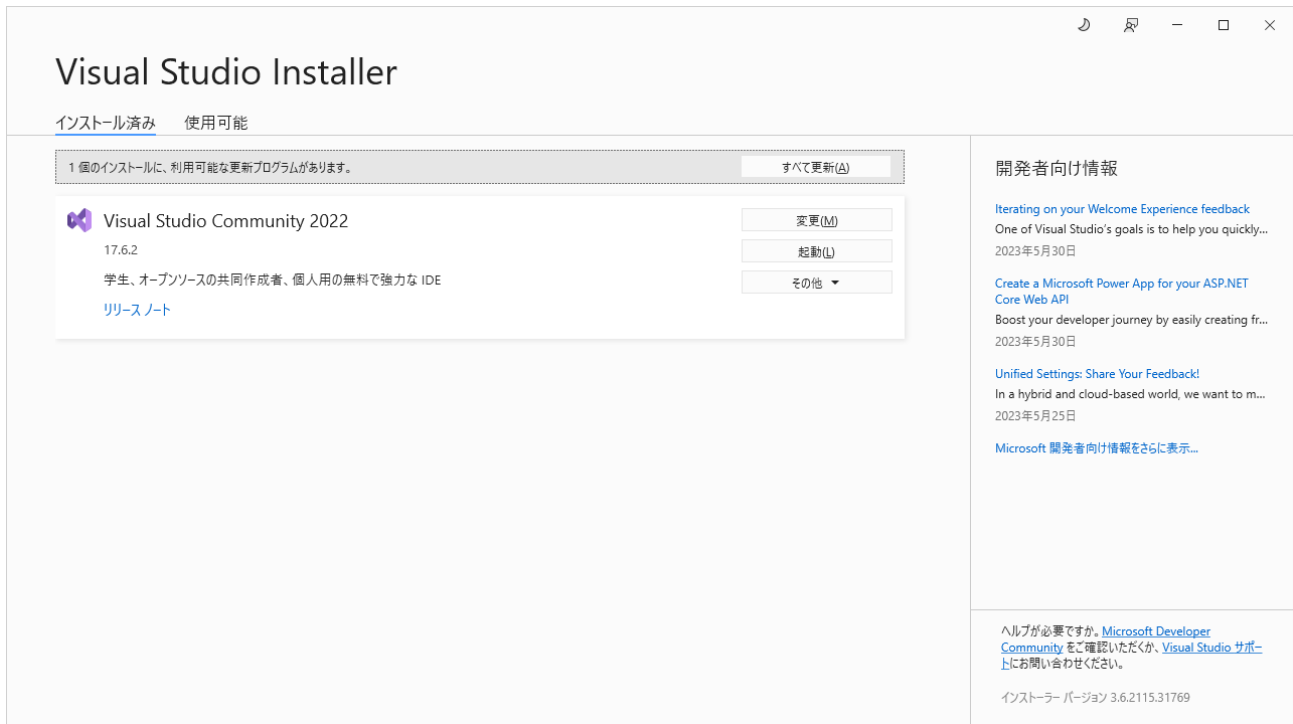 Visual Studio Installer
インストール済み 使用可能
1 個のインストールに、利用可能な更新プログラムがあります。
すべて更新(A)
Visual Studio Community 2022
17.6.2
学生、オープンソースの共同作成者、個人用の無料で強力な IDE
リリース ノート
変更(M)
起動(L)
その他
開発者向け情報
Iterating on your Welcome Experience feedback
One of Visual Studio's goals is to help you quickly...
2023年5月30日
Create a Microsoft Power App for your ASP.NET
Core Web API
Boost your developer journey by easily creating fr...
2023年5月30日
Unified Settings: Share Your Feedback!
In a hybrid and cloud-based world, we want to m...
2023年5月25日
Microsoft 開発者向け情報をさらに表示...
ヘルプが必要ですか。Microsoft Developer
Community をご確認いただくか、Visual Studio サポー
トにお問い合わせください。
インストーラー バージョン 3.6.2115.31769